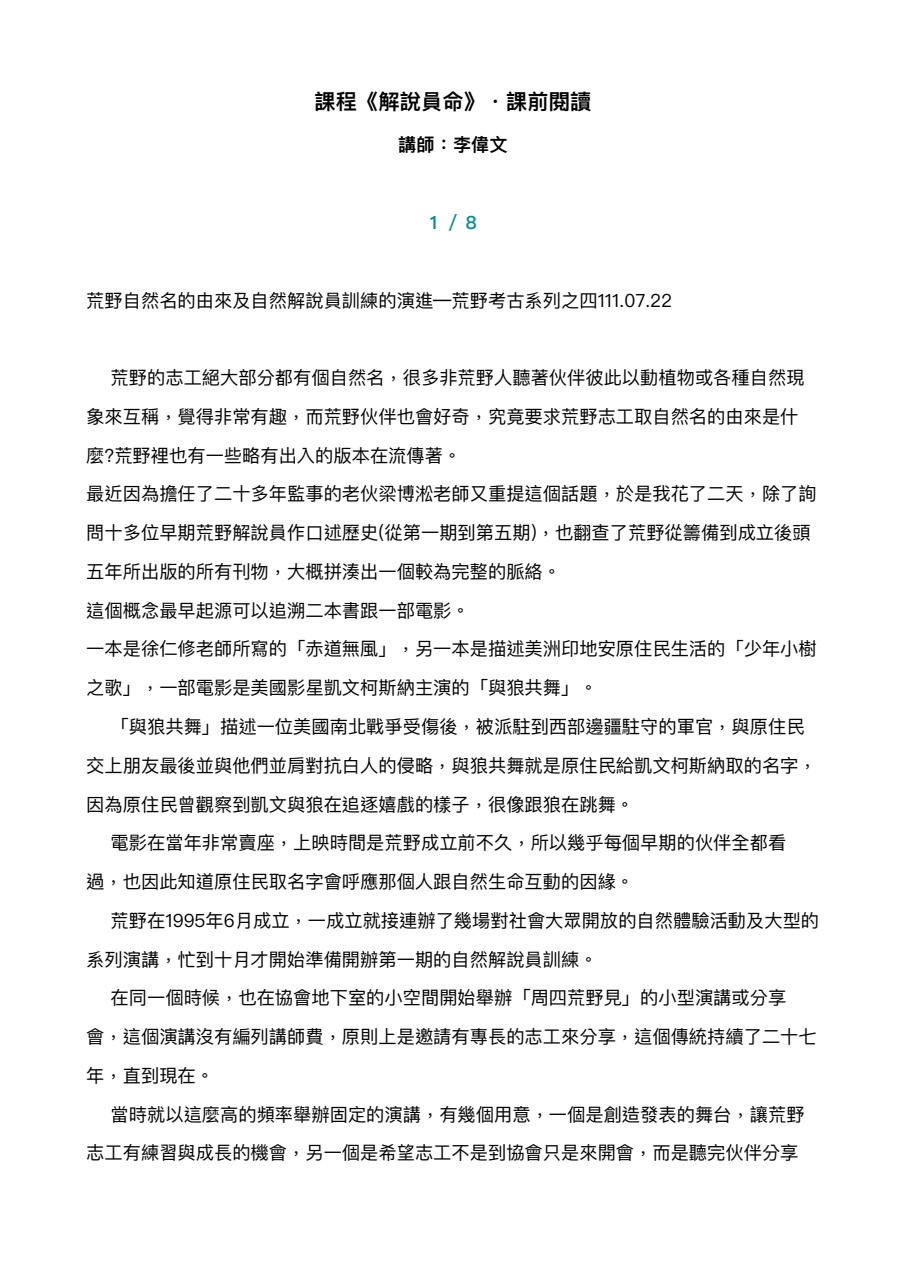 課程《解說員命》．課前閱讀
講師：李偉文
1 / 8
荒野自然名的由來及自然解說員訓練的演進—荒野考古系列之四111.07.22
荒野的志工絕大部分都有個自然名，很多非荒野人聽著伙伴彼此以動植物或各種自然現
象來互稱，覺得非常有趣，而荒野伙伴也會好奇，究竟要求荒野志工取自然名的由來是什
麼?荒野裡也有一些略有出入的版本在流傳著。
最近因為擔任了二十多年監事的老伙梁博淞老師又重提這個話題，於是我花了二天，除了詢
問十多位早期荒野解說員作口述歷史(從第一期到第五期)，也翻查了荒野從籌備到成立後頭
五年所出版的所有刊物，大概拼湊出一個較為完整的脈絡。
這個概念最早起源可以追溯二本書跟一部電影。
一本是徐仁修老師所寫的「赤道無風」，另一本是描述美洲印地安原住民生活的「少年小樹
之歌」，一部電影是美國影星凱文柯斯納主演的「與狼共舞」。
「與狼共舞」描述一位美國南北戰爭受傷後，被派駐到西部邊疆駐守的軍官，與原住民
交上朋友最後並與他們並肩對抗白人的侵略，與狼共舞就是原住民給凱文柯斯納取的名字，
因為原住民曾觀察到凱文與狼在追逐嬉戲的樣子，很像跟狼在跳舞。
電影在當年非常賣座，上映時間是荒野成立前不久，所以幾乎每個早期的伙伴全都看
過，也因此知道原住民取名字會呼應那個人跟自然生命互動的因緣。
荒野在1995年6月成立，一成立就接連辦了幾場對社會大眾開放的自然體驗活動及大型的
系列演講，忙到十月才開始準備開辦第一期的自然解說員訓練。
在同一個時候，也在協會地下室的小空間開始舉辦「周四荒野見」的小型演講或分享
會，這個演講沒有編列講師費，原則上是邀請有專長的志工來分享，這個傳統持續了二十七
年，直到現在。
當時就以這麼高的頻率舉辦固定的演講，有幾個用意，一個是創造發表的舞台，讓荒野
志工有練習與成長的機會，另一個是希望志工不是到協會只是來開會，而是聽完伙伴分享